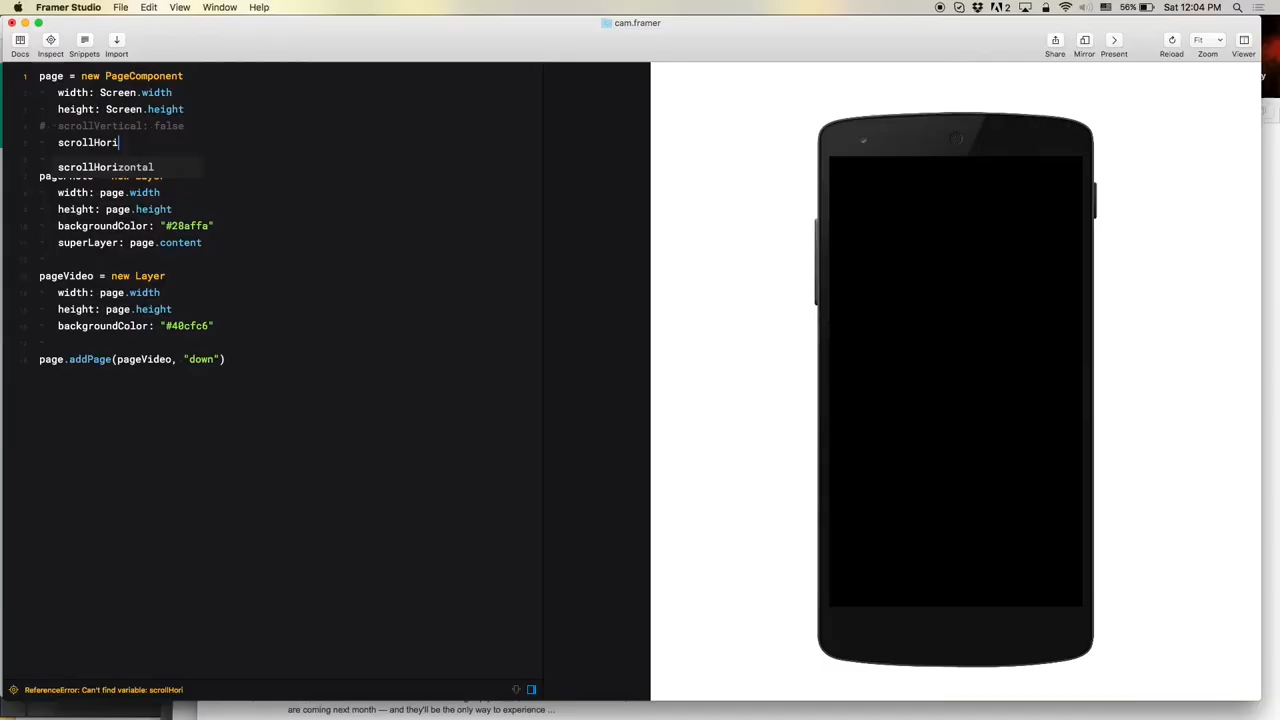 Framer Studio File Edit View Window Help 2 56% Sat 12:04 PM
cam.framer
Docs Inspect Snippets Import Share Mirror Present Reload Fit Zoom Viewer
page = new PageComponent
width: Screen.width
height: Screen.height
# scrollVertical: false
scrollHori
scrollHorizontal
width: page.width
height: page.height
backgroundColor: "#28affa"
superLayer: page.content
pageVideo = new Layer
width: page.width
height: page.height
backgroundColor: "#40cfc6"
page.addPage(pageVideo, "down")
ReferenceError: Can't find variable: scrollHori
are coming next month — and they'll be the only way to experience ...